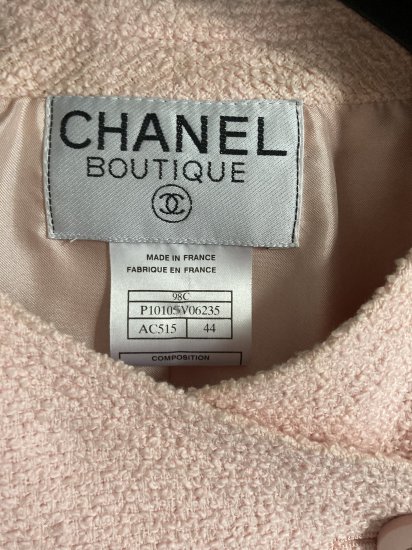 CHANEL
BOUTIQUE
MADE IN FRANCE
FABRIQUE EN FRANCE
98C
P10105V06235
AC515 44
COMPOSITION